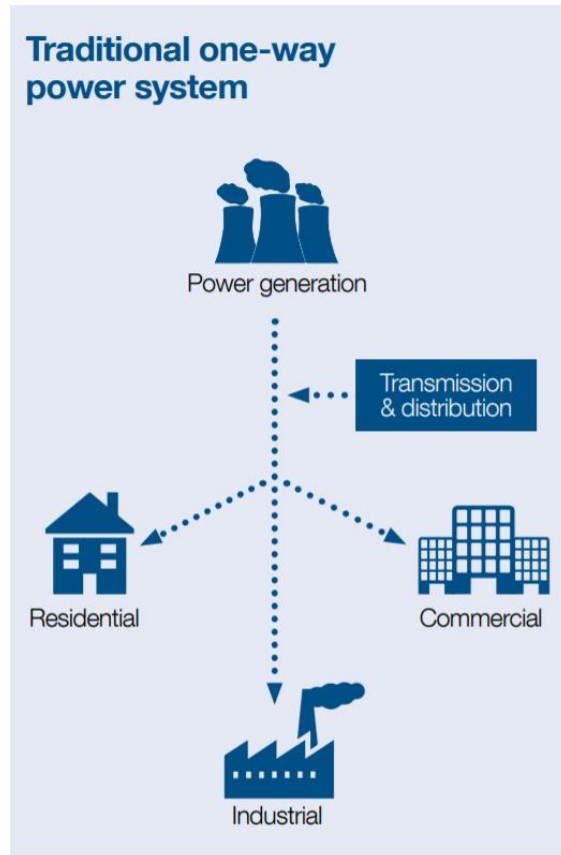 Traditional one-way
power system
Power generation
Transmission
& distribution
Residential
Commercial
Industrial